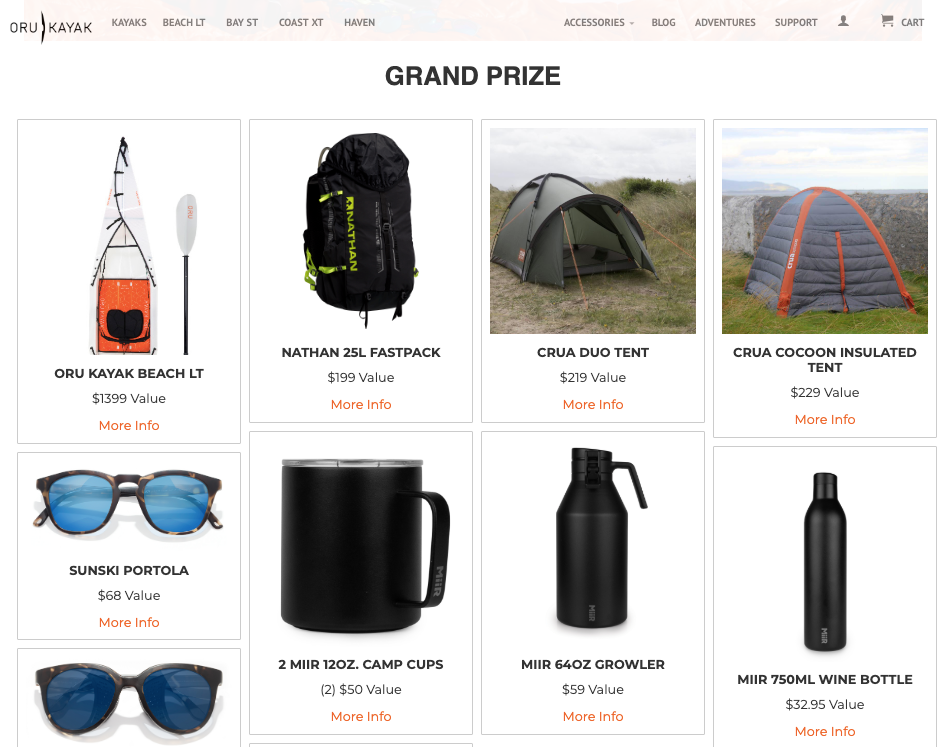 ORU KAYAK
KAYAKS BEACH LT BAY ST COAST XT HAVEN
ACCESSORIES BLOG ADVENTURES SUPPORT CART
GRAND PRIZE
ORU
ORU KAYAK BEACH LT
$1399 Value
More Info
NATHAN
NATHAN 25L FASTPACK
$199 Value
More Info
CRUA DUO TENT
$219 Value
More Info
crua
CRUA COCOON INSULATED
TENT
$229 Value
More Info
SUNSKI PORTOLA
$68 Value
More Info
MiiR
2 MIIR 12OZ. CAMP CUPS
(2) $50 Value
More Info
MiiR
MIIR 64OZ GROWLER
$59 Value
More Info
MiiR
MIIR 750ML WINE BOTTLE
$32.95 Value
More Info